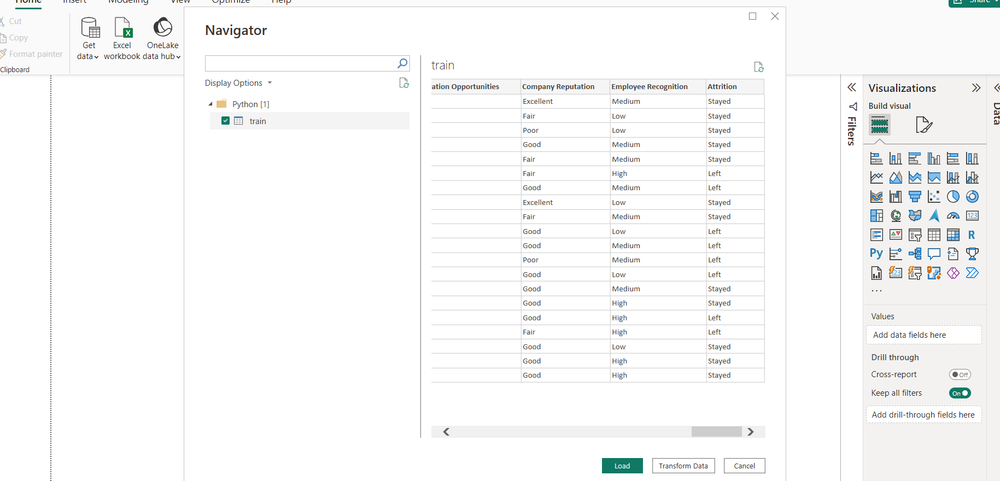 Home Insert Modeling View Optimize Help Share
Cut
Copy
Format painter
Clipboard
Get data
Excel workbook
OneLake data hub
Navigator
Display Options
Python [1]
train
train
ation Opportunities Company Reputation Employee Recognition Attrition
Excellent Medium Stayed
Fair Low Stayed
Poor Low Stayed
Good Medium Stayed
Fair Medium Stayed
Fair High Left
Good Medium Left
Excellent Low Stayed
Fair Medium Stayed
Good Low Left
Good Medium Left
Poor Medium Left
Good Low Left
Good Medium Stayed
Good High Stayed
Good High Left
Fair High Left
Good Low Stayed
Good High Stayed
Good High Stayed
Load Transform Data Cancel
Filters
Visualizations
Build visual
123
R
Py
123
...
Values
Add data fields here
Drill through
Cross-report Off
Keep all filters On
Add drill-through fields here
Data